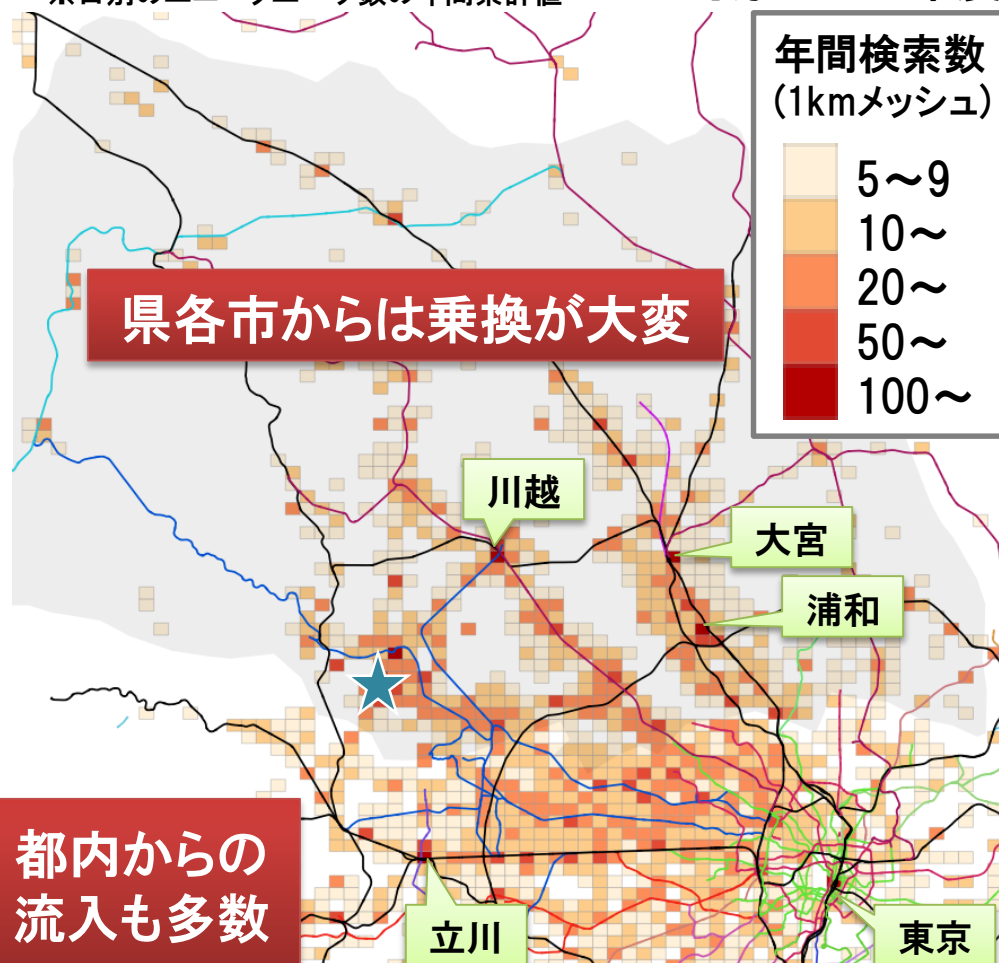 年間検索数
(1kmメッシュ)
5～9
10～
20～
50～
100～
県各市からは乗換が大変
川越
大宮
浦和
都内からの
流入も多数
立川
東京